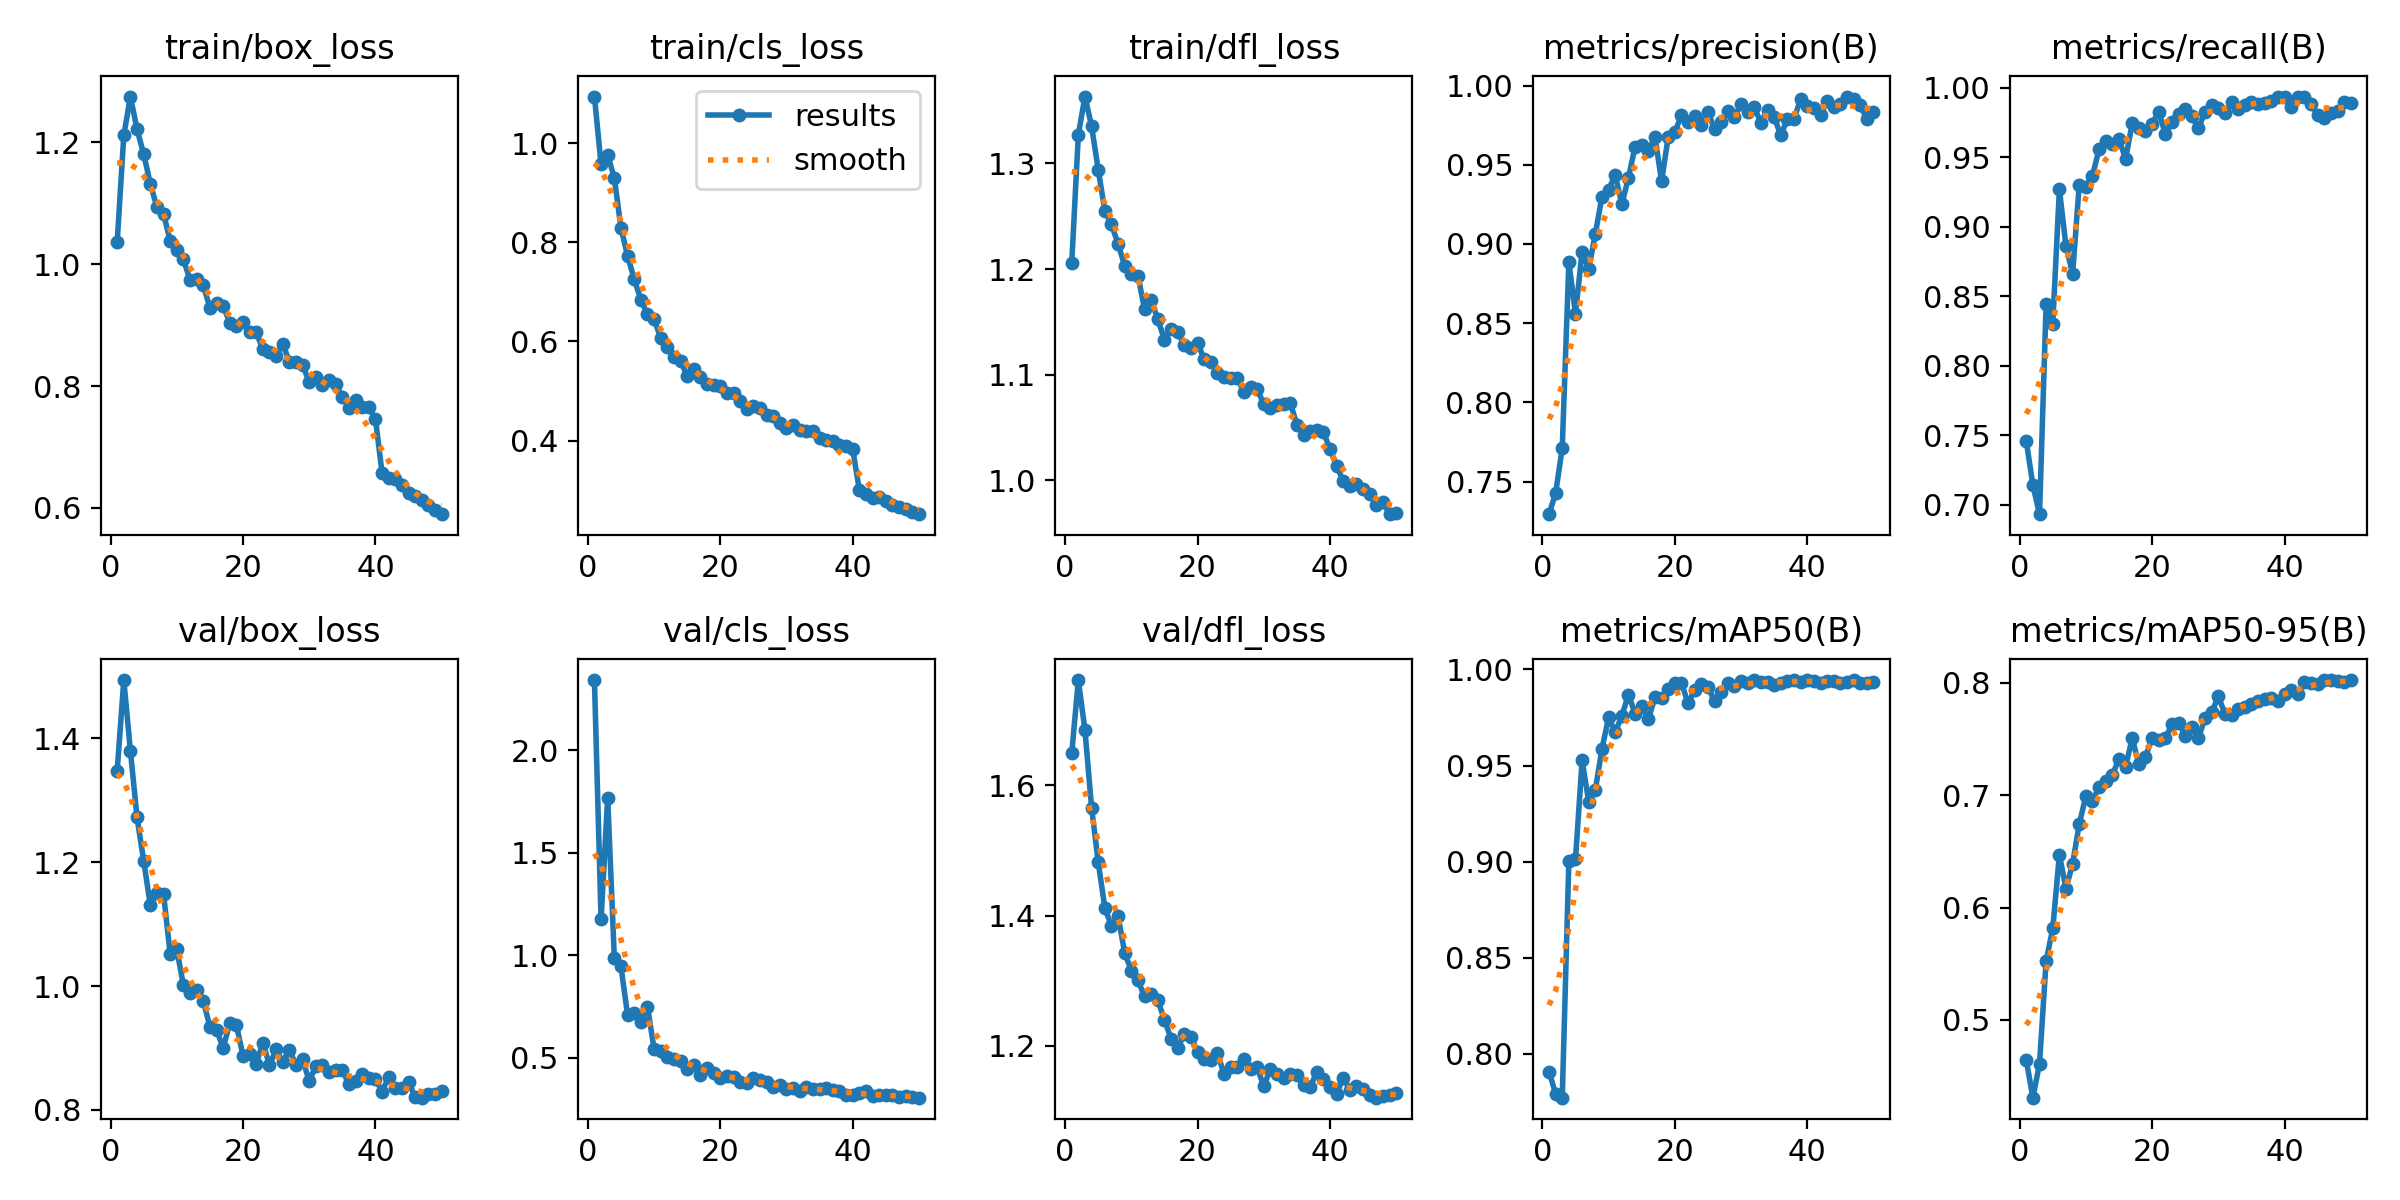 train/box_loss
1.2
1.0
0.8
0.6
0 20 40
train/cls_loss
results
smooth
1.0
0.8
0.6
0.4
0 20 40
train/dfl_loss
1.3
1.2
1.1
1.0
0 20 40
metrics/precision(B)
1.00
0.95
0.90
0.85
0.80
0.75
0 20 40
metrics/recall(B)
1.00
0.95
0.90
0.85
0.80
0.75
0.70
0 20 40
val/box_loss
1.4
1.2
1.0
0.8
0 20 40
val/cls_loss
2.0
1.5
1.0
0.5
0 20 40
val/dfl_loss
1.6
1.4
1.2
0 20 40
metrics/mAP50(B)
1.00
0.95
0.90
0.85
0.80
0 20 40
metrics/mAP50-95(B)
0.8
0.7
0.6
0.5
0 20 40